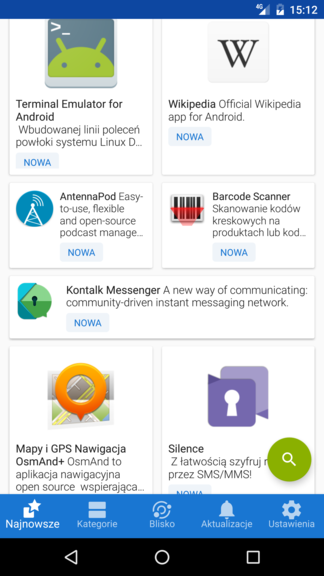 4G 15:12
>_
W
Terminal Emulator for
Android
Wbudowanej linii poleceń
powłoki systemu Linux D...
NOWA
Wikipedia Official Wikipedia
app for Android.
NOWA
AntennaPod Easy-
to-use, flexible
and open-source
podcast manage...
NOWA
Barcode Scanner
Skanowanie kodów
kreskowych na
produktach lub kod...
NOWA
Kontalk Messenger A new way of communicating:
community-driven instant messaging network.
NOWA
Mapy i GPS Nawigacja
OsmAnd+ OsmAnd to
aplikacja nawigacyjna
open source wspierająca...
Silence
Z łatwością szyfruj
przez SMS/MMS!
NOWA
Najnowsze
Kategorie
Blisko
Aktualizacje
Ustawienia